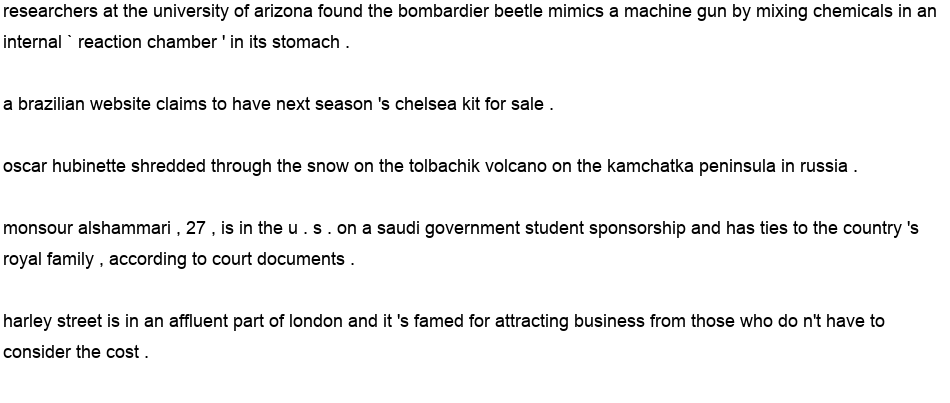 researchers at the university of arizona found the bombardier beetle mimics a machine gun by mixing chemicals in an
internal ` reaction chamber ' in its stomach .
a brazilian website claims to have next season 's chelsea kit for sale .
oscar hubinette shredded through the snow on the tolbachik volcano on the kamchatka peninsula in russia .
monsour alshammari , 27 , is in the u . s . on a saudi government student sponsorship and has ties to the country 's
royal family , according to court documents .
harley street is in an affluent part of london and it 's famed for attracting business from those who do n't have to
consider the cost .